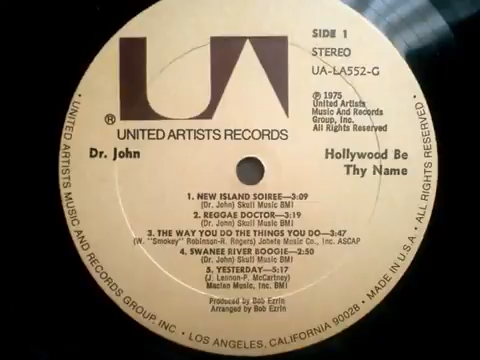 SIDE 1
STEREO
UA-LA552-G
UA
®
℗ 1975
United Artists
Music and Records
Group, Inc.
All Rights Reserved
UNITED ARTISTS RECORDS
Dr. John
Hollywood Be
Thy Name
1. NEW ISLAND SOIREE—3:09
(Dr. John) Skull Music BMI
2. REGGAE DOCTOR—3:19
(Dr. John) Skull Music BMI
3. THE WAY YOU DO THE THINGS YOU DO—3:47
(W. "Smokey" Robinson-R. Rogers) Jobete Music Co., Inc. ASCAP
4. SWANEE RIVER BOOGIE—2:50
(Dr. John) Skull Music BMI
5. YESTERDAY—5:17
(J. Lennon-P. McCartney)
Maclen Music, Inc. BMI
Produced by Bob Ezrin
Arranged by Bob Ezrin
• UNITED ARTISTS MUSIC AND RECORDS GROUP, INC. • LOS ANGELES, CALIFORNIA 90028 • MADE IN U.S.A. • ALL RIGHTS RESERVED •